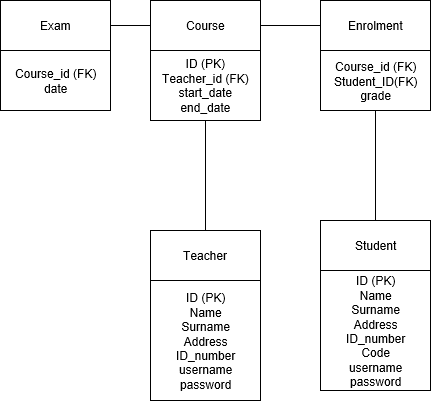 Exam
Course_id (FK)
date
Course
ID (PK)
Teacher_id (FK)
start_date
end_date
Enrolment
Course_id (FK)
Student_ID(FK)
grade
Teacher
ID (PK)
Name
Surname
Address
ID_number
username
password
Student
ID (PK)
Name
Surname
Address
ID_number
Code
username
password